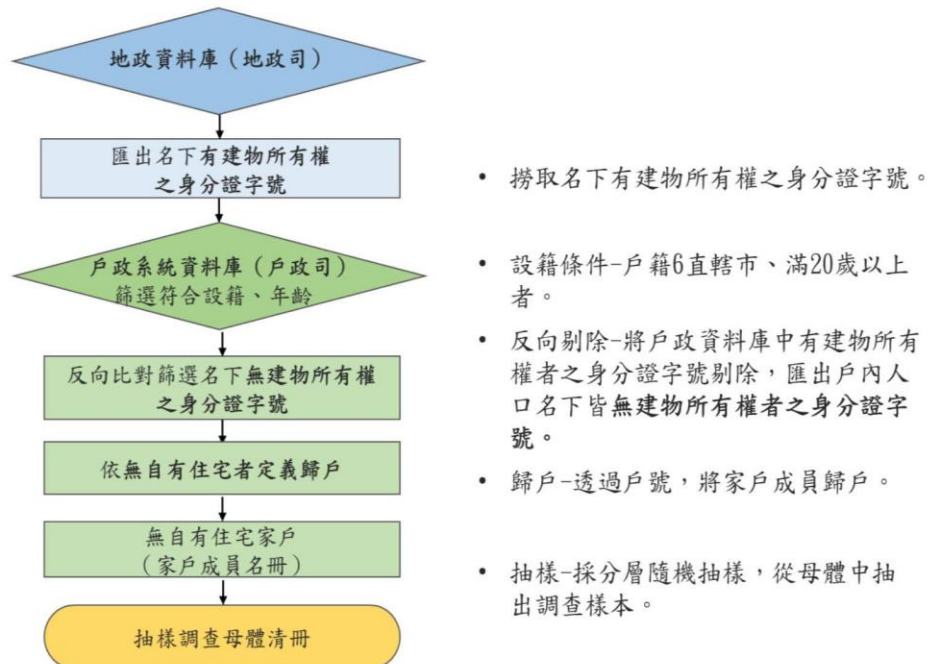 地政資料庫（地政司）
匯出名下有建物所有權
之身分證字號
戶政系統資料庫（戶政司）
篩選符合設籍、年齡
反向比對篩選名下無建物所有權
之身分證字號
依無自有住宅者定義歸戶
無自有住宅家戶
（家戶成員名冊）
抽樣調查母體清冊
• 撈取名下有建物所有權之身分證字號。
• 設籍條件-戶籍6直轄市、滿20歲以上
者。
• 反向剔除-將戶政資料庫中有建物所有
權者之身分證字號剔除，匯出戶內人
口名下皆無建物所有權者之身分證字
號。
• 歸戶-透過戶號，將家戶成員歸戶。
• 抽樣-採分層隨機抽樣，從母體中抽
出調查樣本。